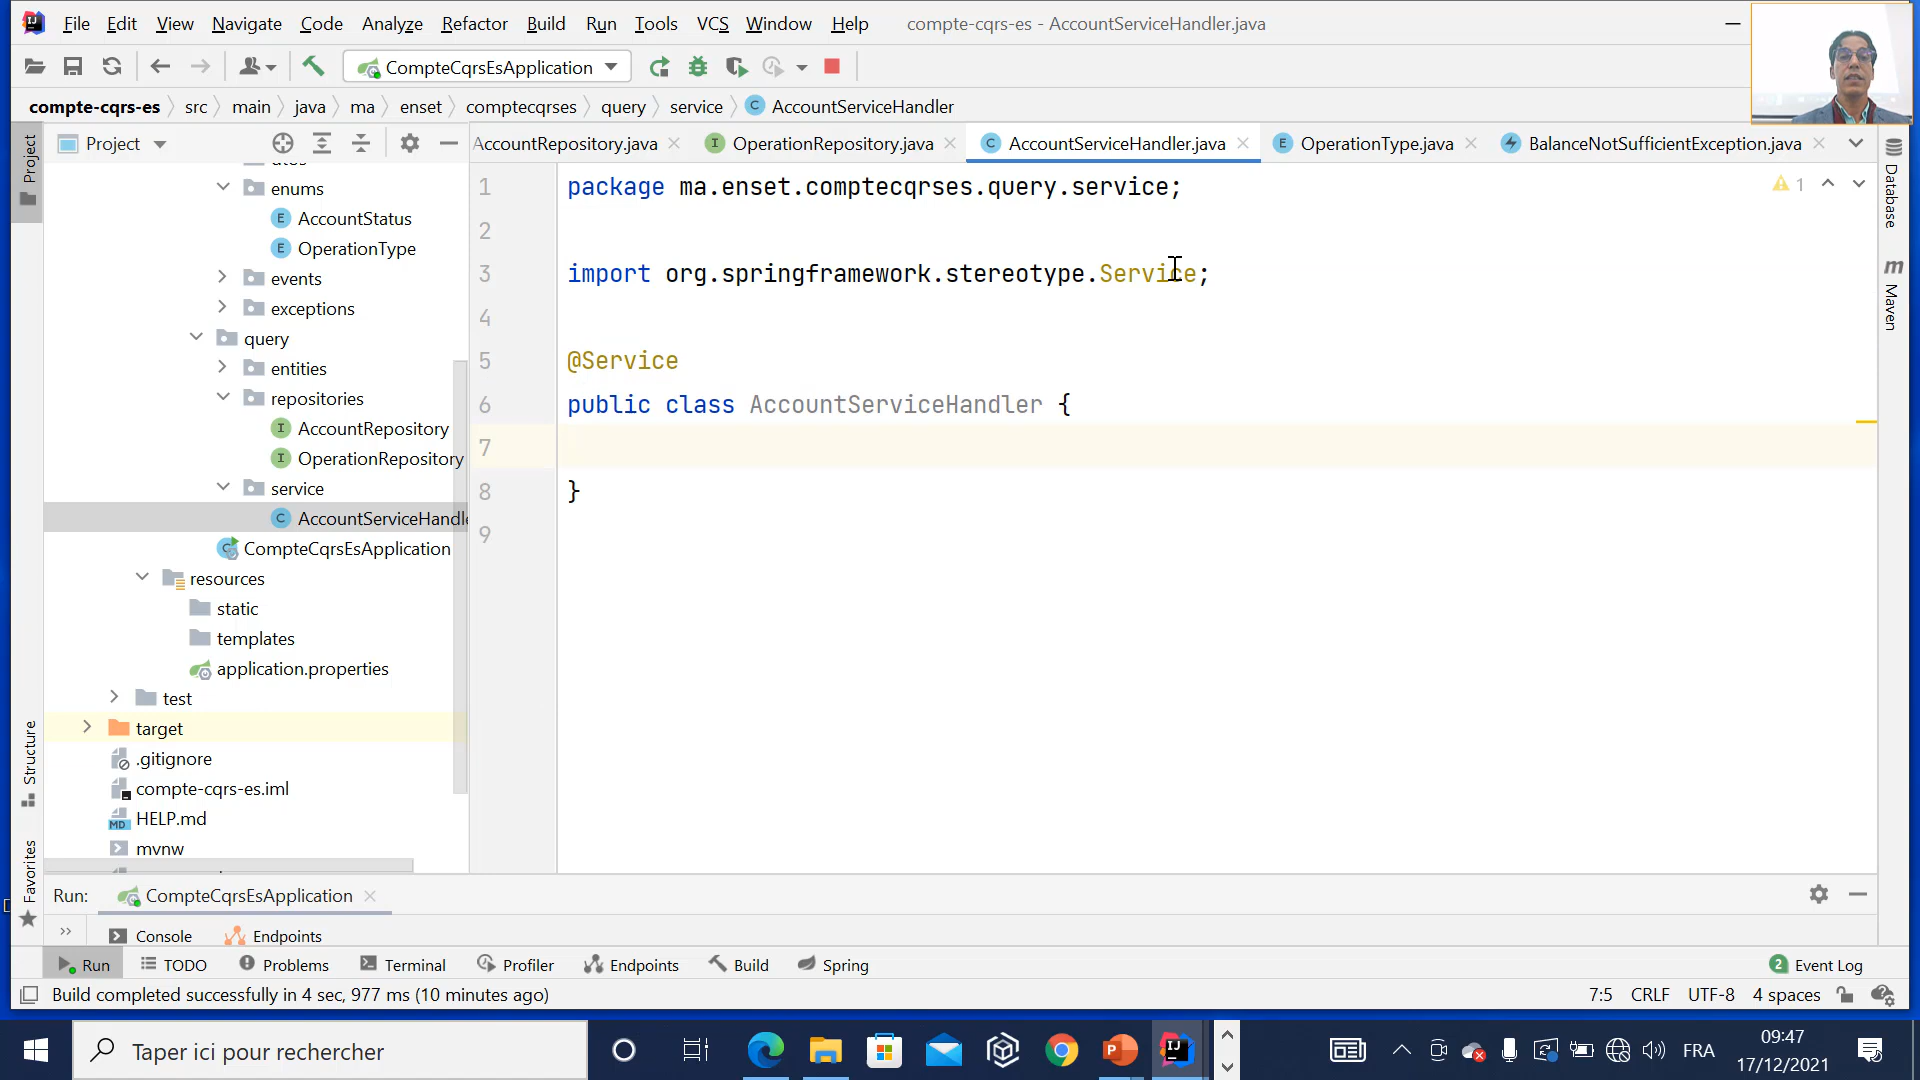 File Edit View Navigate Code Analyze Refactor Build Run Tools VCS Window Help compte-cqrs-es - AccountServiceHandler.java
CompteCqrsEsApplication
compte-cqrs-es src main java ma enset comptecqrses query service AccountServiceHandler
Project
AccountRepository.java OperationRepository.java AccountServiceHandler.java OperationType.java BalanceNotSufficientException.java
Project
Structure
Favorites
Database
Maven
enums
AccountStatus
OperationType
events
exceptions
query
entities
repositories
AccountRepository
OperationRepository
service
AccountServiceHandle
CompteCqrsEsApplication
resources
static
templates
application.properties
test
target
.gitignore
compte-cqrs-es.iml
HELP.md
mvnw
1 package ma.enset.comptecqrses.query.service;
2
3 import org.springframework.stereotype.Service;
4
5 @Service
6 public class AccountServiceHandler {
7
8 }
9
1
Run: CompteCqrsEsApplication
Console Endpoints
Run TODO Problems Terminal Profiler Endpoints Build Spring 2 Event Log
Build completed successfully in 4 sec, 977 ms (10 minutes ago) 7:5 CRLF UTF-8 4 spaces
Taper ici pour rechercher
FRA
09:47
17/12/2021